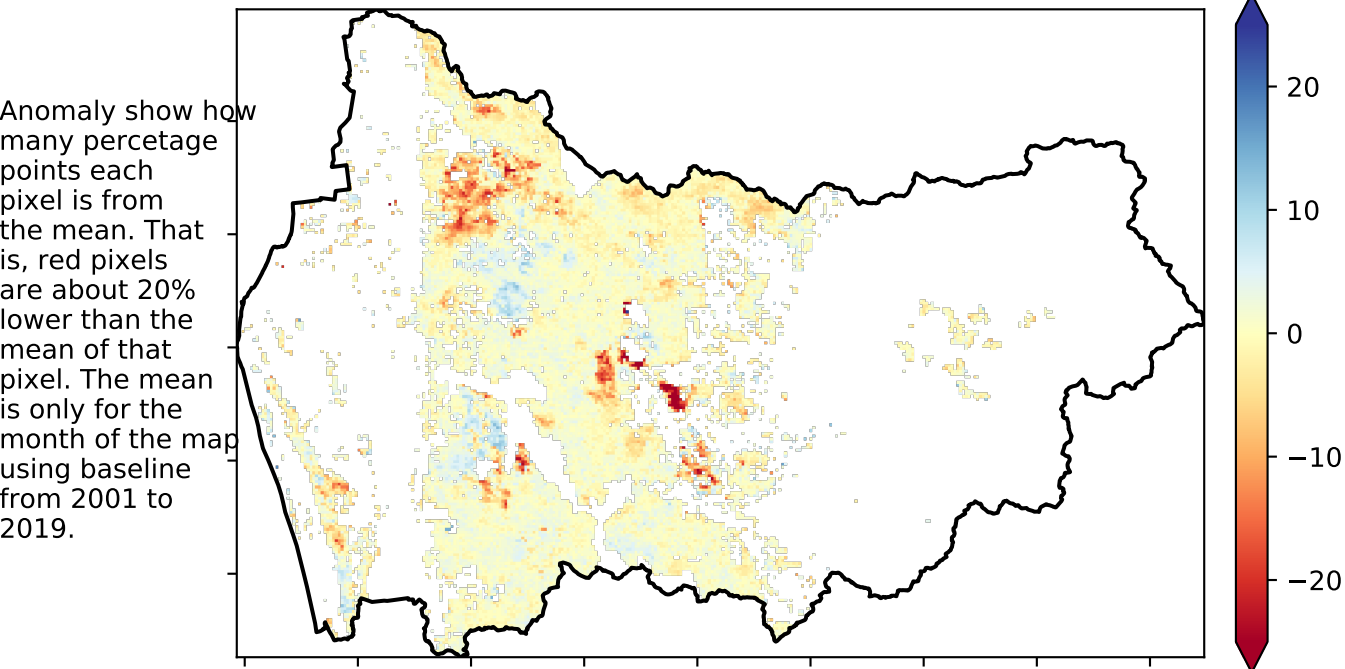 Anomaly show how
many percetage
points each
pixel is from
the mean. That
is, red pixels
are about 20%
lower than the
mean of that
pixel. The mean
is only for the
month of the map
using baseline
from 2001 to
2019.
20
10
0
−10
−20